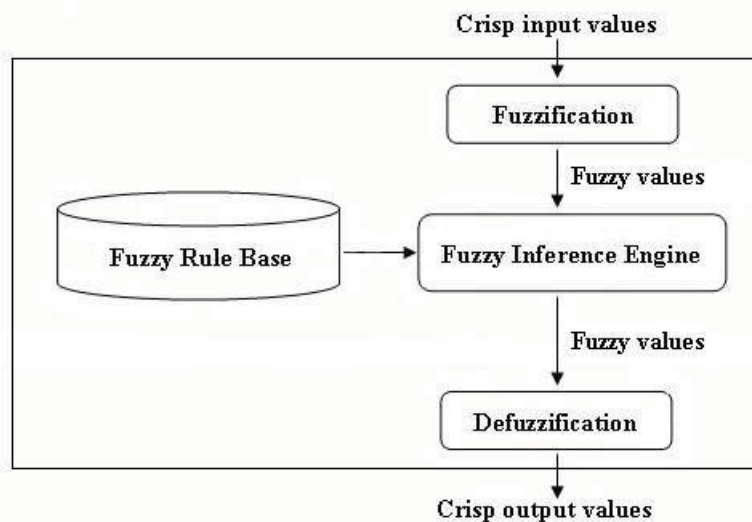 Crisp input values
Fuzzification
Fuzzy values
Fuzzy Rule Base
Fuzzy Inference Engine
Fuzzy values
Defuzzification
Crisp output values